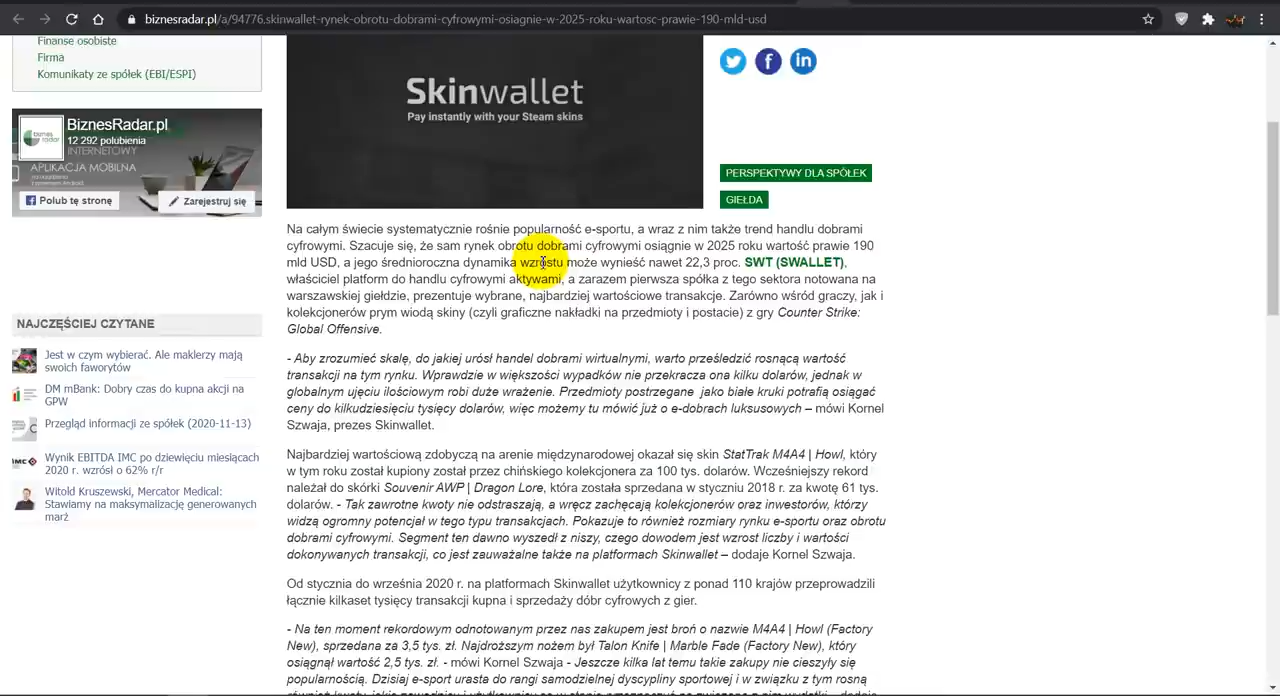 biznesradar.pl/a/94776.skinwallet-rynek-obrotu-dobrami-cyfrowymi-osiagnie-w-2025-roku-wartosc-prawie-190-mld-usd
Finanse osobiste
Firma
Komunikaty ze spółek (EBI/ESPI)
BiznesRadar.pl
12 292 polubienia
INTERNETOWY
APLIKACJA MOBILNA
Polub tę stronę
Zarejestruj się
NAJCZĘŚCIEJ CZYTANE
Jest w czym wybierać. Ale maklerzy mają
swoich faworytów
DM mBank: Dobry czas do kupna akcji na
GPW
Przegląd informacji ze spółek (2020-11-13)
Wynik EBITDA IMC po dziewięciu miesiącach
2020 r. wzrósł o 62% r/r
Witold Kruszewski, Mercator Medical:
Stawiamy na maksymalizację generowanych
marż
Skinwallet
Pay instantly with your Steam skins
PERSPEKTYWY DLA SPÓŁEK
GIEŁDA
Na całym świecie systematycznie rośnie popularność e-sportu, a wraz z nim także trend handlu dobrami
cyfrowymi. Szacuje się, że sam rynek obrotu dobrami cyfrowymi osiągnie w 2025 roku wartość prawie 190
mld USD, a jego średnioroczna dynamika wzrostu może wynieść nawet 22,3 proc. SWT (SWALLET),
właściciel platform do handlu cyfrowymi aktywami, a zarazem pierwsza spółka z tego sektora notowana na
warszawskiej giełdzie, prezentuje wybrane, najbardziej wartościowe transakcje. Zarówno wśród graczy, jak i
kolekcjonerów prym wiodą skiny (czyli graficzne nakładki na przedmioty i postacie) z gry Counter Strike:
Global Offensive.
- Aby zrozumieć skalę, do jakiej urósł handel dobrami wirtualnymi, warto prześledzić rosnącą wartość
transakcji na tym rynku. Wprawdzie w większości wypadków nie przekracza ona kilku dolarów, jednak w
globalnym ujęciu ilościowym robi duże wrażenie. Przedmioty postrzegane jako białe kruki potrafią osiągać
ceny do kilkudziesięciu tysięcy dolarów, więc możemy tu mówić już o e-dobrach luksusowych – mówi Kornel
Szwaja, prezes Skinwallet.
Najbardziej wartościową zdobyczą na arenie międzynarodowej okazał się skin StatTrak M4A4 | Howl, który
w tym roku został kupiony został przez chińskiego kolekcjonera za 100 tys. dolarów. Wcześniejszy rekord
należał do skórki Souvenir AWP | Dragon Lore, która została sprzedana w styczniu 2018 r. za kwotę 61 tys.
dolarów. - Tak zawrotne kwoty nie odstraszają, a wręcz zachęcają kolekcjonerów oraz inwestorów, którzy
widzą ogromny potencjał w tego typu transakcjach. Pokazuje to również rozmiary rynku e-sportu oraz obrotu
dobrami cyfrowymi. Segment ten dawno wyszedł z niszy, czego dowodem jest wzrost liczby i wartości
dokonywanych transakcji, co jest zauważalne także na platformach Skinwallet – dodaje Kornel Szwaja.
Od stycznia do września 2020 r. na platformach Skinwallet użytkownicy z ponad 110 krajów przeprowadzili
łącznie kilkaset tysięcy transakcji kupna i sprzedaży dóbr cyfrowych z gier.
- Na ten moment rekordowym odnotowanym przez nas zakupem jest broń o nazwie M4A4 | Howl (Factory
New), sprzedana za 3,5 tys. zł. Najdroższym nożem był Talon Knife | Marble Fade (Factory New), który
osiągnął wartość 2,5 tys. zł. - mówi Kornel Szwaja - Jeszcze kilka lat temu takie zakupy nie cieszyły się
popularnością. Dzisiaj e-sport urasta do rangi samodzielnej dyscypliny sportowej i w związku z tym rosną